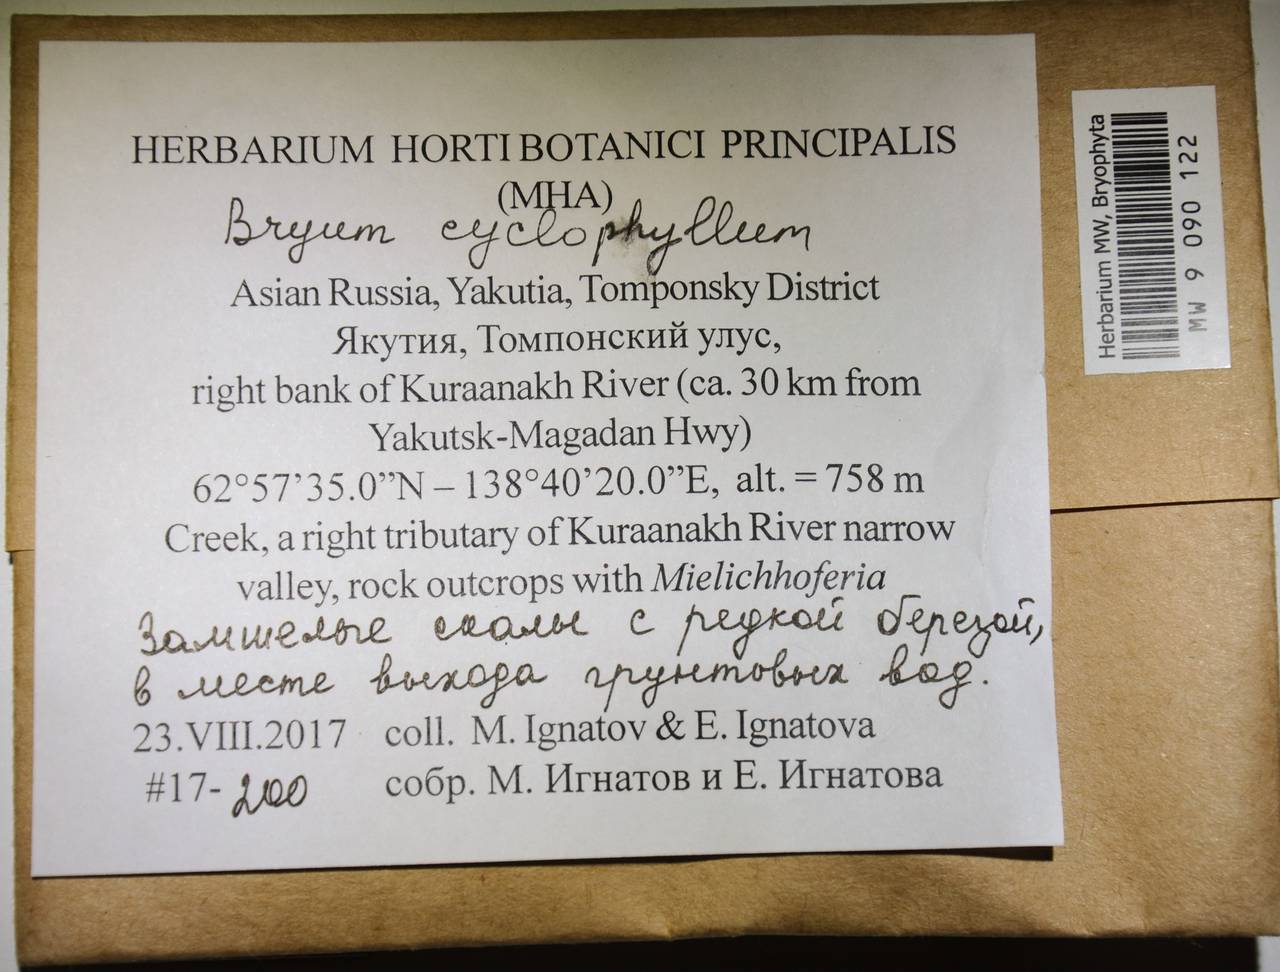 HERBARIUM HORTI BOTANICI PRINCIPALIS
(MHA)
Bryum cyclophyllum
Asian Russia, Yakutia, Tomponsky District
Якутия, Томпонский улус,
right bank of Kuraanakh River (ca. 30 km from
Yakutsk-Magadan Hwy)
62°57’35.0”N – 138°40’20.0”E, alt. = 758 m
Creek, a right tributary of Kuraanakh River narrow
valley, rock outcrops with Mielichhoferia
Замшелые скалы с редкой березой,
в месте выхода грунтовых вод.
23.VIII.2017 coll. M. Ignatov & E. Ignatova
#17-200 собр. М. Игнатов и Е. Игнатова
Herbarium MW, Bryophyta
MW 9 090 122